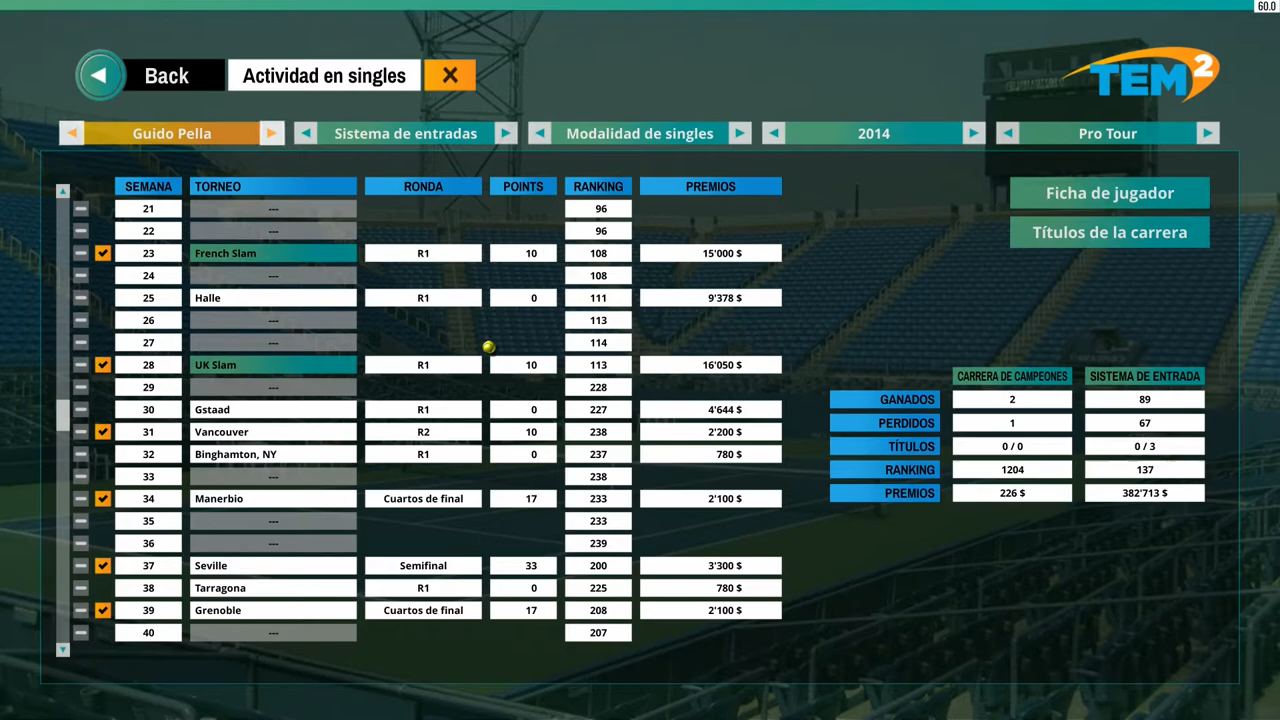 60.0
Back Actividad en singles
TEM2
Guido Pella Sistema de entradas Modalidad de singles 2014 Pro Tour
SEMANA TORNEO RONDA POINTS RANKING PREMIOS
21 --- 96
22 --- 96
23 French Slam R1 10 108 15'000 $
24 --- 108
25 Halle R1 0 111 9'378 $
26 --- 113
27 --- 114
28 UK Slam R1 10 113 16'050 $
29 --- 228
30 Gstaad R1 0 227 4'644 $
31 Vancouver R2 10 238 2'200 $
32 Binghamton, NY R1 0 237 780 $
33 --- 238
34 Manerbio Cuartos de final 17 233 2'100 $
35 --- 233
36 --- 239
37 Seville Semifinal 33 200 3'300 $
38 Tarragona R1 0 225 780 $
39 Grenoble Cuartos de final 17 208 2'100 $
40 --- 207
Ficha de jugador
Títulos de la carrera
CARRERA DE CAMPEONES SISTEMA DE ENTRADA
GANADOS 2 89
PERDIDOS 1 67
TÍTULOS 0 / 0 0 / 3
RANKING 1204 137
PREMIOS 226 $ 382'713 $